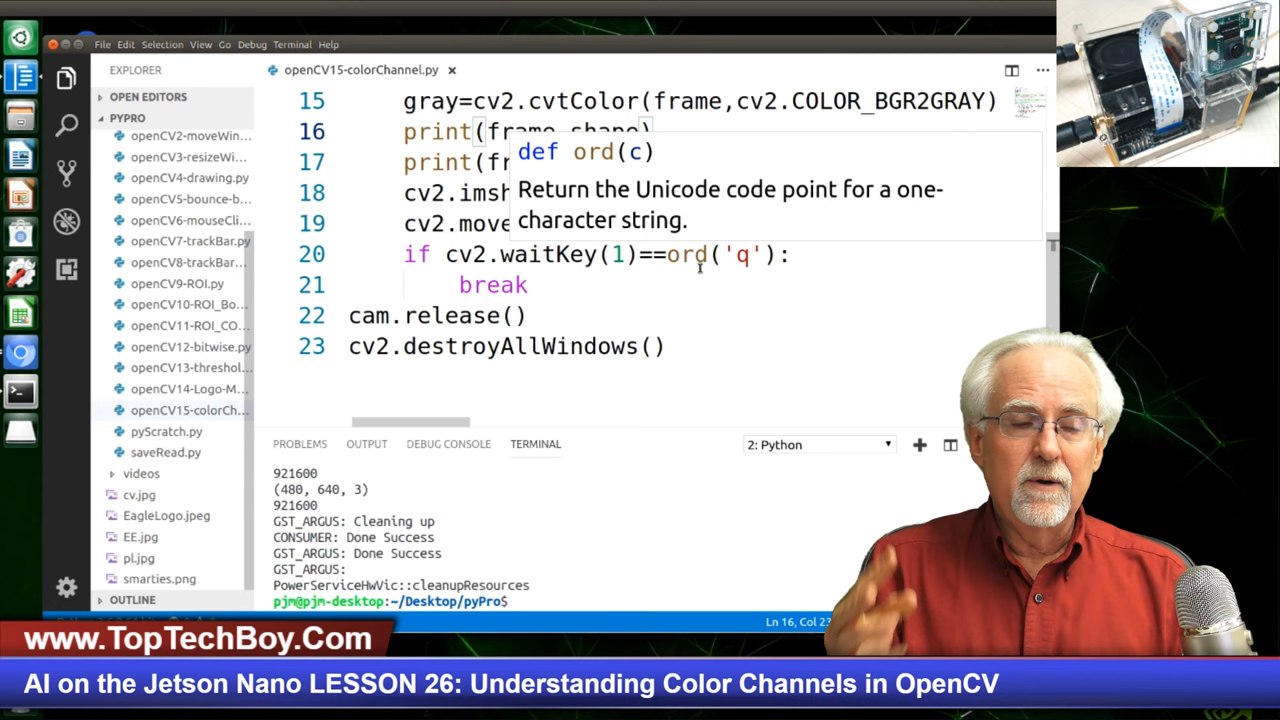 File Edit Selection View Go Debug Terminal Help
EXPLORER
openCV15-colorChannel.py
OPEN EDITORS
PYPRO
openCV2-moveWin...
openCV3-resizeWi...
openCV4-drawing.py
openCV5-bounce-b...
openCV6-mouseCli...
openCV7-trackBar.py
openCV8-trackBar...
openCV9-ROI.py
openCV10-ROI_Bo...
openCV11-ROI_CO...
openCV12-bitwise.py
openCV13-threshol...
openCV14-Logo-M...
openCV15-colorCh...
pyScratch.py
saveRead.py
videos
cv.jpg
EagleLogo.jpeg
EE.jpg
pl.jpg
smarties.png
OUTLINE
15 gray=cv2.cvtColor(frame,cv2.COLOR_BGR2GRAY)
16 print(frame.shape)
17 print(fr
18 cv2.imsh
19 cv2.move
def ord(c)
Return the Unicode code point for a one-
character string.
20 if cv2.waitKey(1)==ord('q'):
21 break
22 cam.release()
23 cv2.destroyAllWindows()
PROBLEMS OUTPUT DEBUG CONSOLE TERMINAL 2: Python
921600
(480, 640, 3)
921600
GST_ARGUS: Cleaning up
CONSUMER: Done Success
GST_ARGUS: Done Success
GST_ARGUS:
PowerServiceHwVic::cleanupResources
pjm@pjm-desktop:~/Desktop/pyPro$
Ln 16, Col 23
www.TopTechBoy.Com
AI on the Jetson Nano LESSON 26: Understanding Color Channels in OpenCV